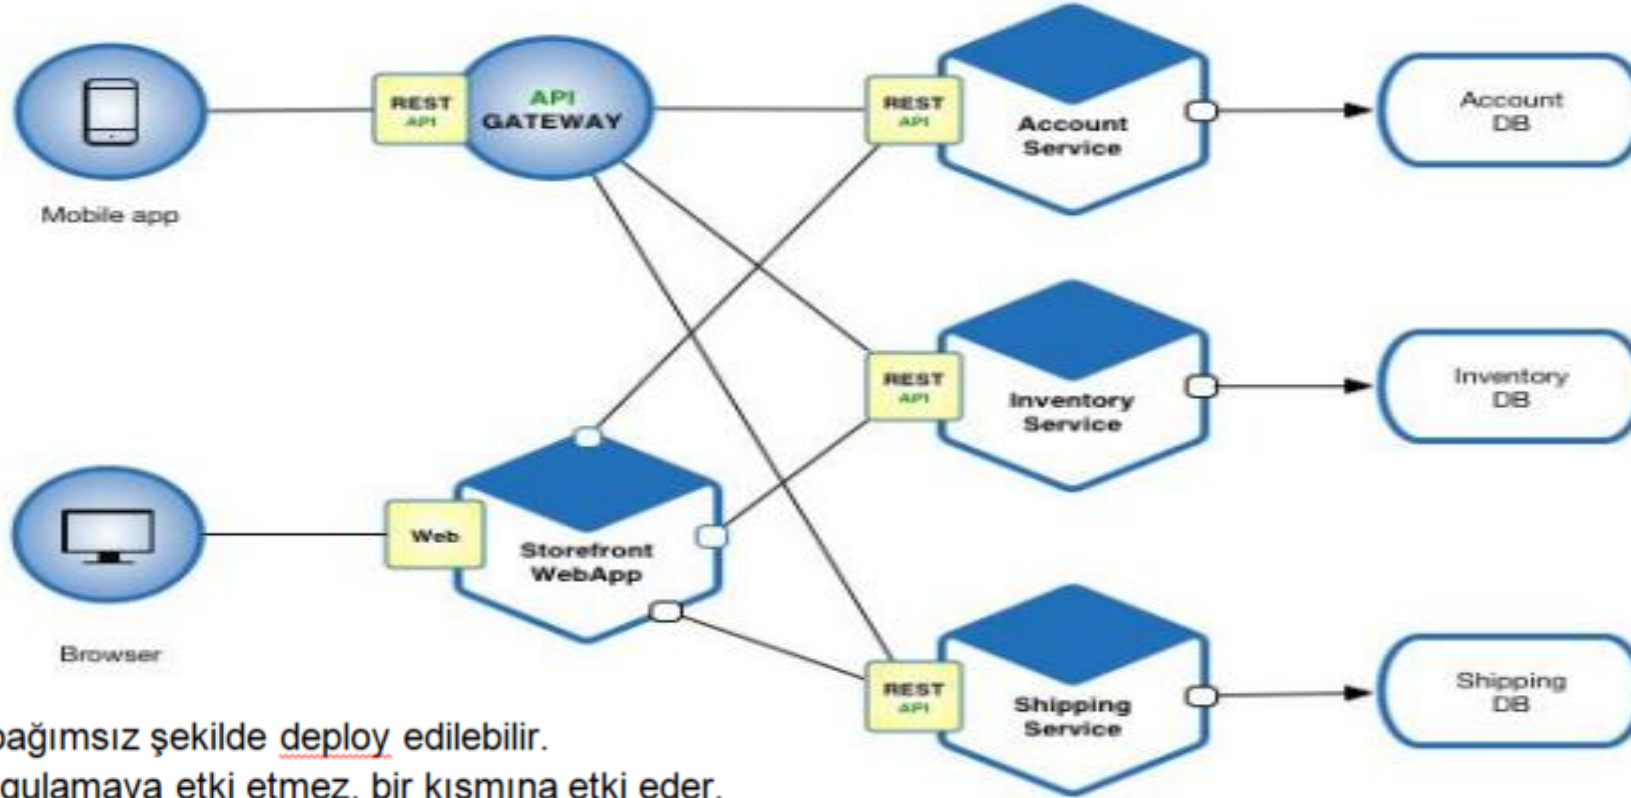 REST
API
API
GATEWAY
REST
API
Account
Service
Account
DB
Mobile app
REST
API
Inventory
Service
Inventory
DB
Web
Storefront
WebApp
Browser
REST
API
Shipping
Service
Shipping
DB
bağımsız şekilde deploy edilebilir.
gulamaya etki etmez, bir kısmına etki eder.